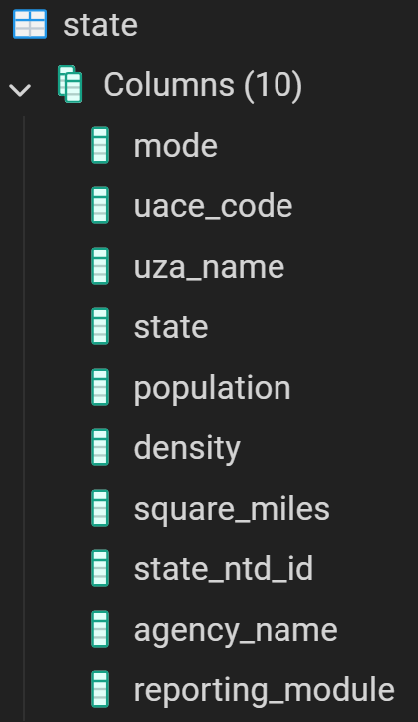 state
Columns (10)
mode
uace_code
uza_name
state
population
density
square_miles
state_ntd_id
agency_name
reporting_module